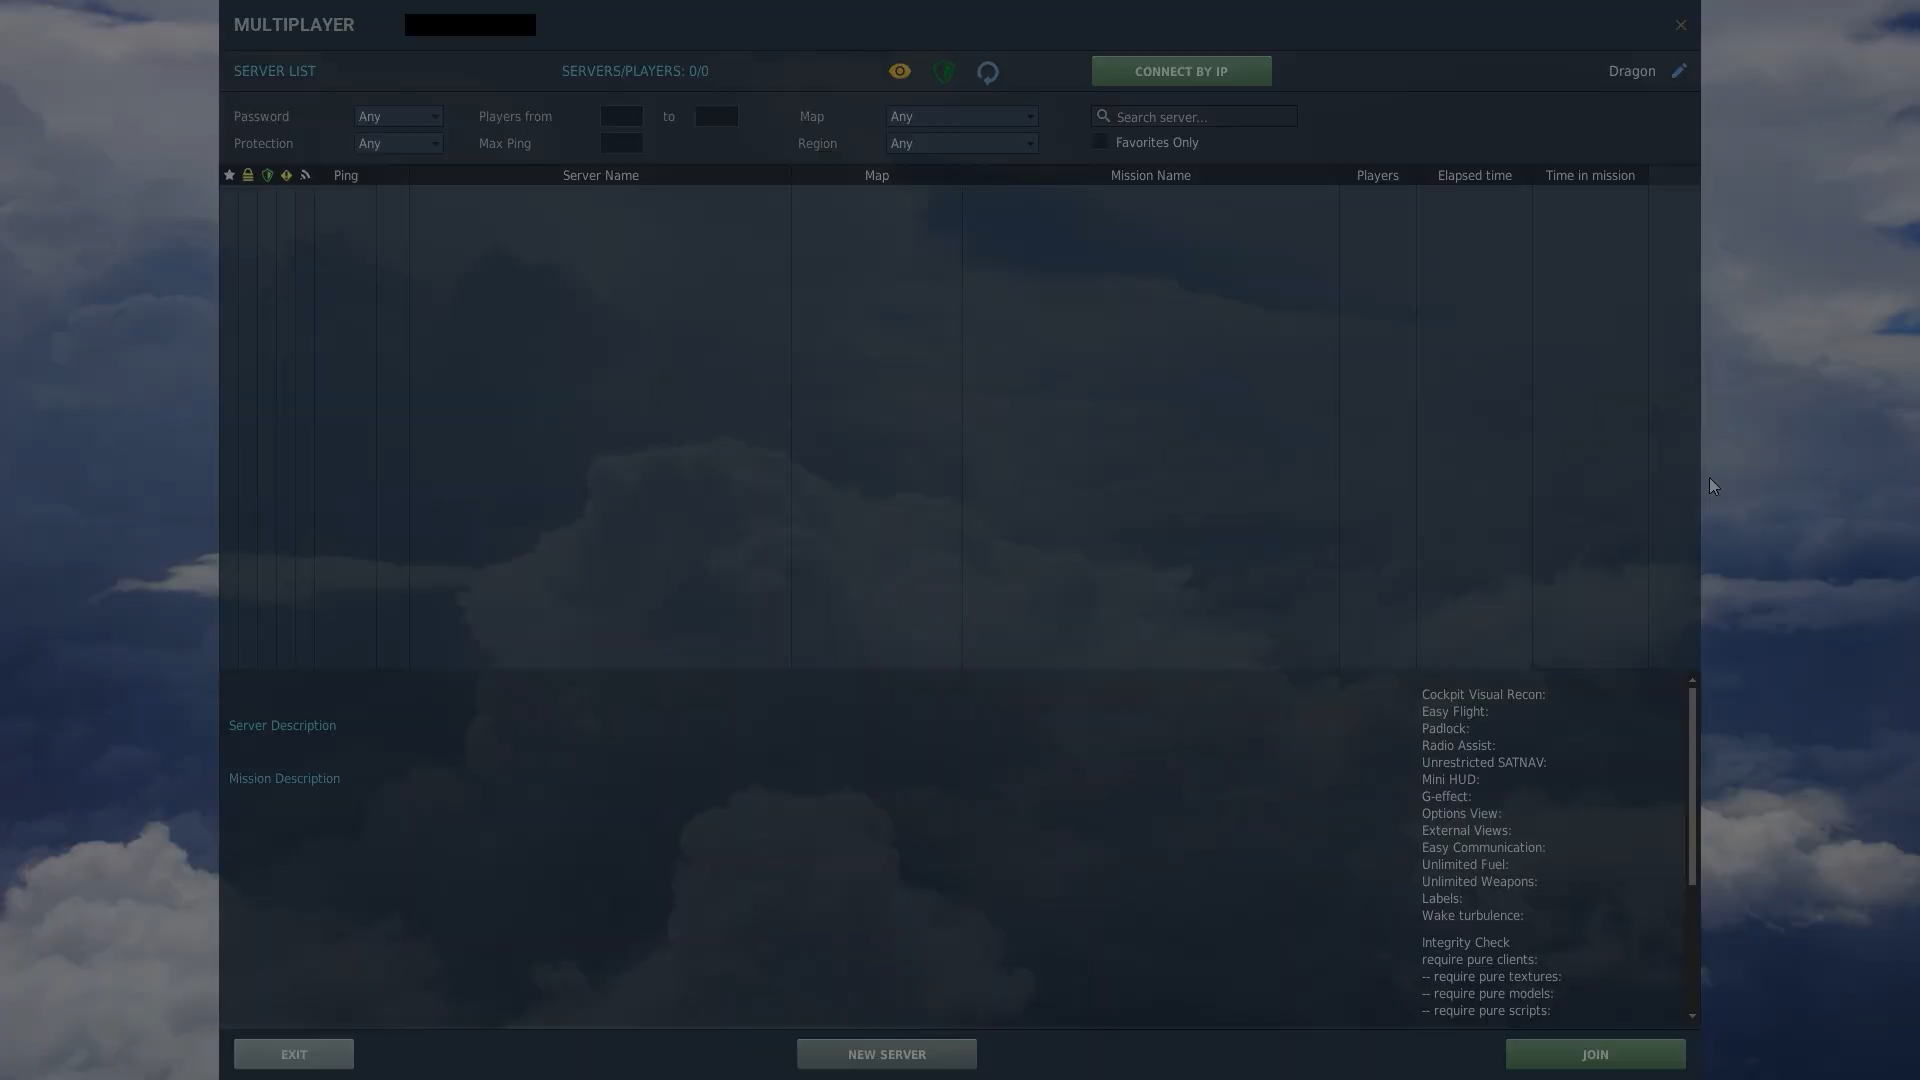 MULTIPLAYER
SERVER LIST
SERVERS/PLAYERS: 0/0
CONNECT BY IP
Dragon
Password
Any
Players from
to
Map
Any
Search server...
Protection
Any
Max Ping
Region
Any
Favorites Only
Ping
Server Name
Map
Mission Name
Players
Elapsed time
Time in mission
Server Description
Mission Description
Cockpit Visual Recon:
Easy Flight:
Padlock:
Radio Assist:
Unrestricted SATNAV:
Mini HUD:
G-effect:
Options View:
External Views:
Easy Communication:
Unlimited Fuel:
Unlimited Weapons:
Labels:
Wake turbulence:
Integrity Check
require pure clients:
-- require pure textures:
-- require pure models:
-- require pure scripts:
EXIT
NEW SERVER
JOIN